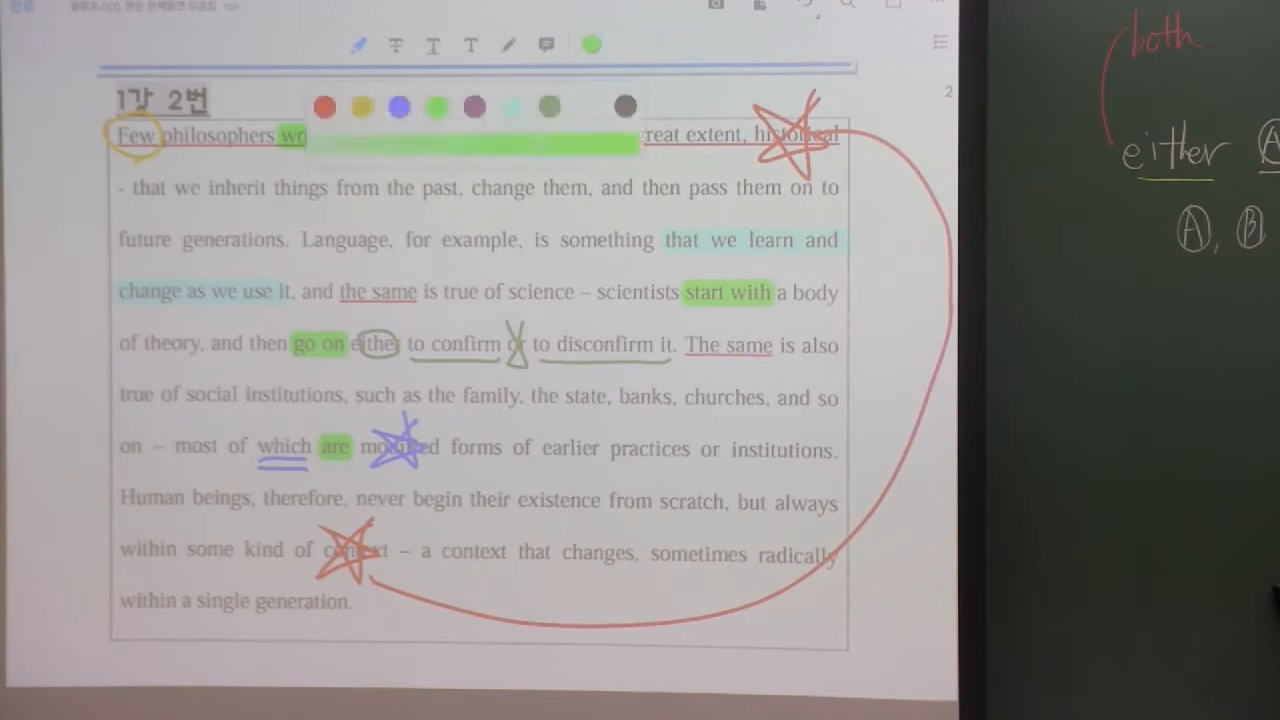 완료
1강 2번
2
Few philosophers wo reat extent, historical
- that we inherit things from the past, change them, and then pass them on to
future generations. Language, for example, is something that we learn and
change as we use it, and the same is true of science – scientists start with a body
of theory, and then go on either to confirm or to disconfirm it. The same is also
true of social institutions, such as the family, the state, banks, churches, and so
on – most of which are modified forms of earlier practices or institutions.
Human beings, therefore, never begin their existence from scratch, but always
within some kind of context – a context that changes, sometimes radically
within a single generation.
both
either A
A, B